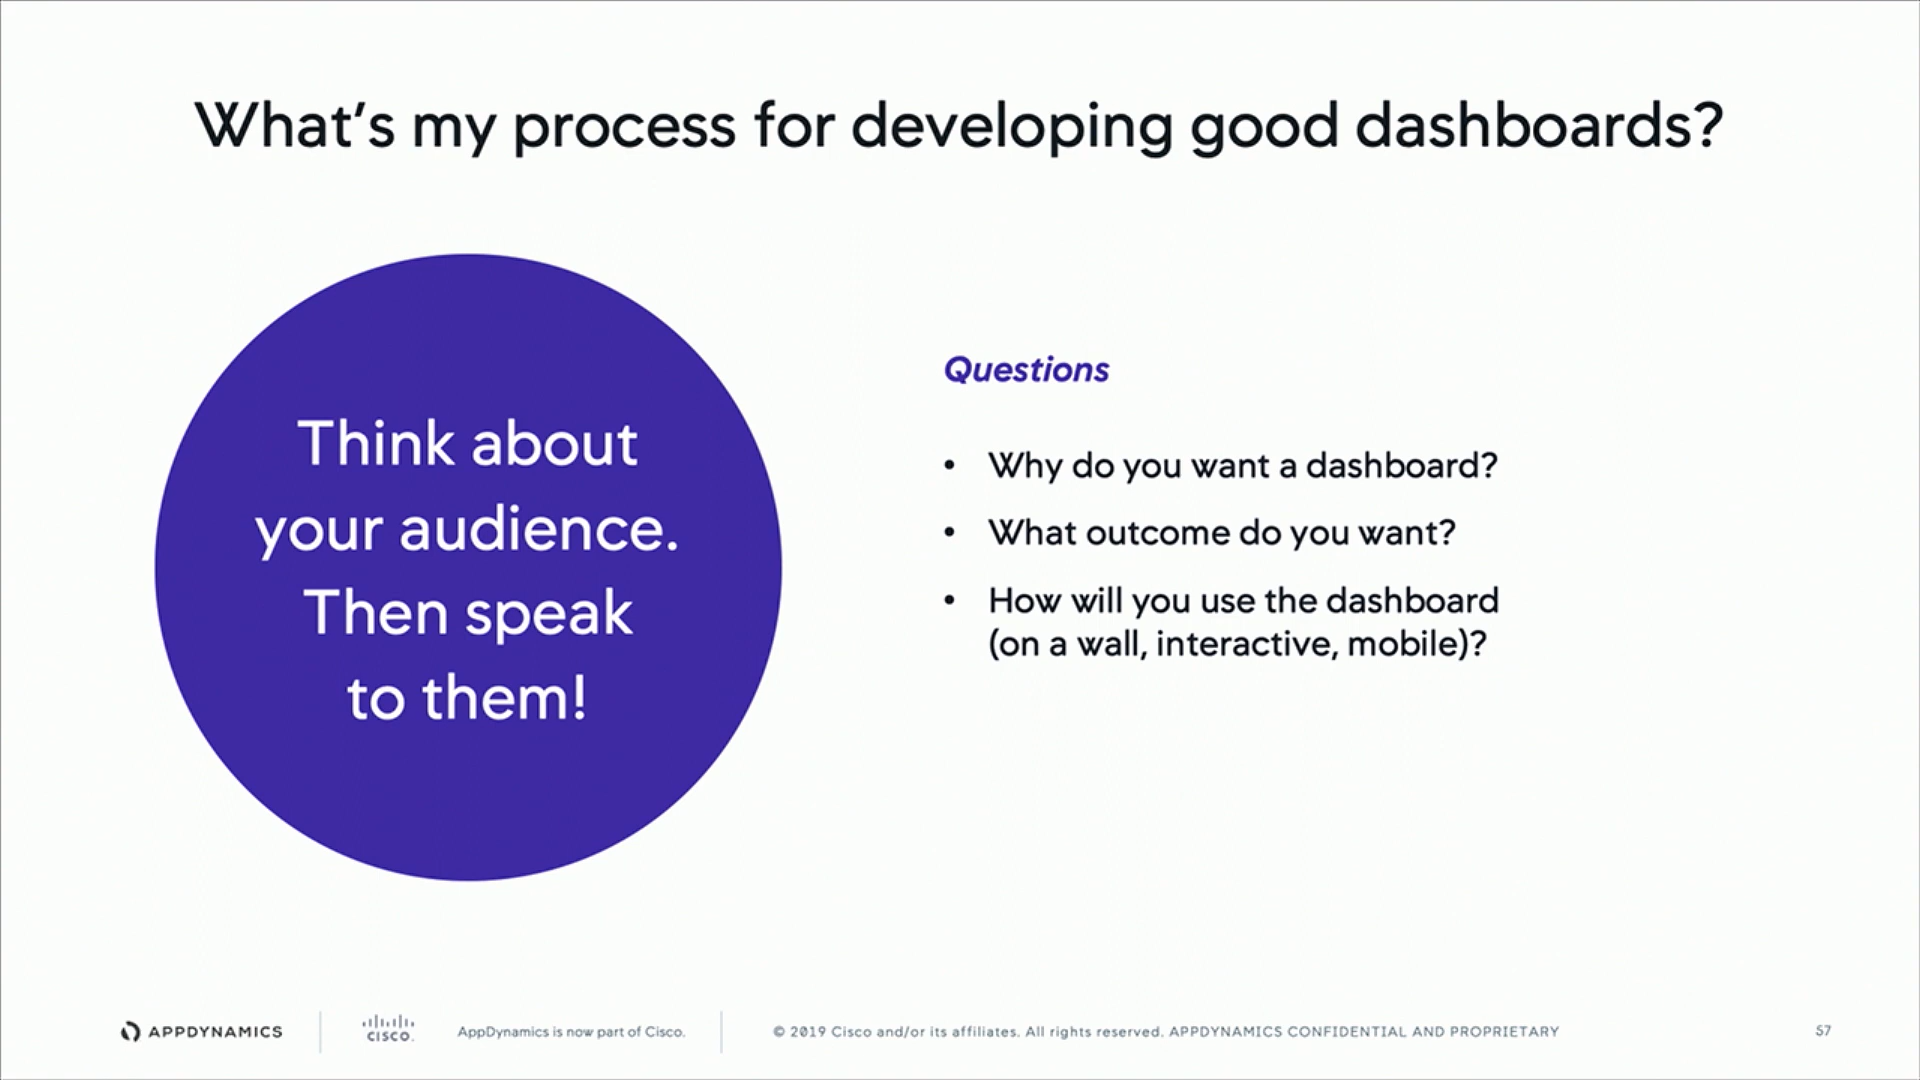 What's my process for developing good dashboards?
Think about
your audience.
Then speak
to them!
Questions
• Why do you want a dashboard?
• What outcome do you want?
• How will you use the dashboard
(on a wall, interactive, mobile)?
APPDYNAMICS
CISCO.
AppDynamics is now part of Cisco.
© 2019 Cisco and/or its affiliates. All rights reserved. APPDYNAMICS CONFIDENTIAL AND PROPRIETARY
57